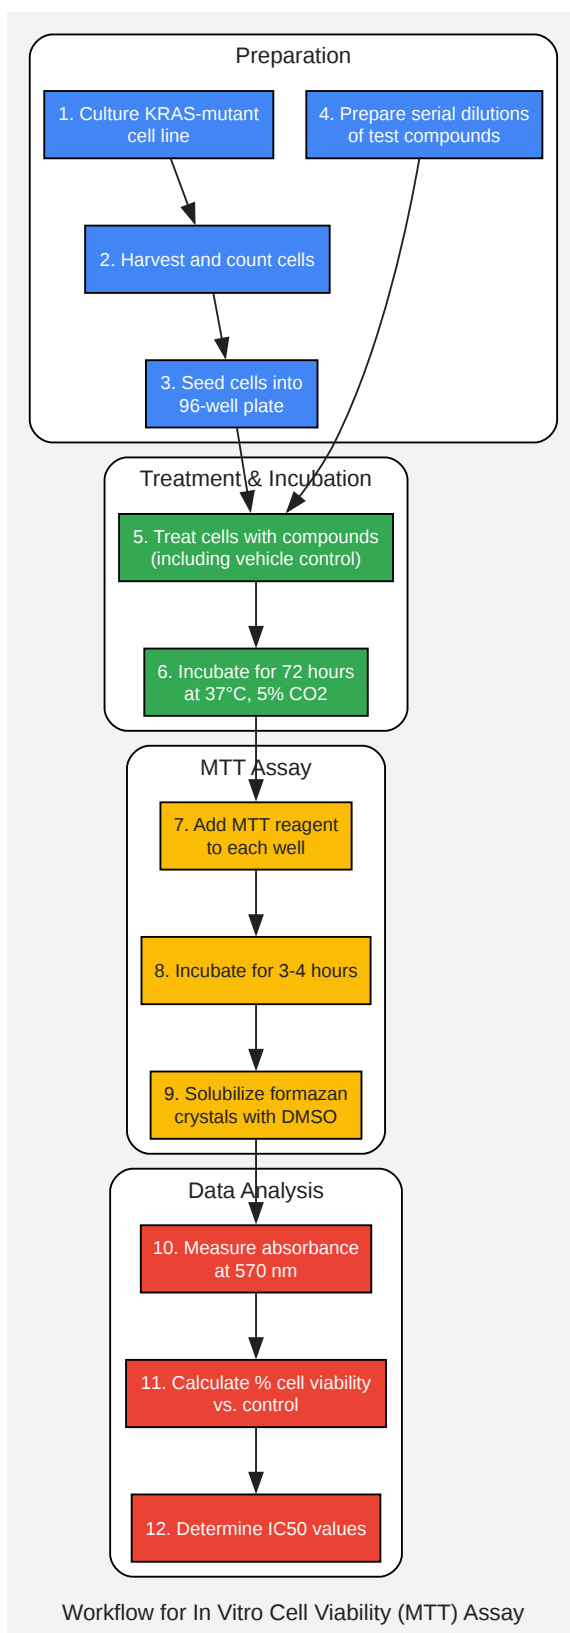 Preparation
1. Culture KRAS-mutant
cell line
4. Prepare serial dilutions
of test compounds
2. Harvest and count cells
3. Seed cells into
96-well plate
Treatment & Incubation
5. Treat cells with compounds
(including vehicle control)
6. Incubate for 72 hours
at 37°C, 5% CO2
MTT Assay
7. Add MTT reagent
to each well
8. Incubate for 3-4 hours
9. Solubilize formazan
crystals with DMSO
Data Analysis
10. Measure absorbance
at 570 nm
11. Calculate % cell viability
vs. control
12. Determine IC50 values
Workflow for In Vitro Cell Viability (MTT) Assay